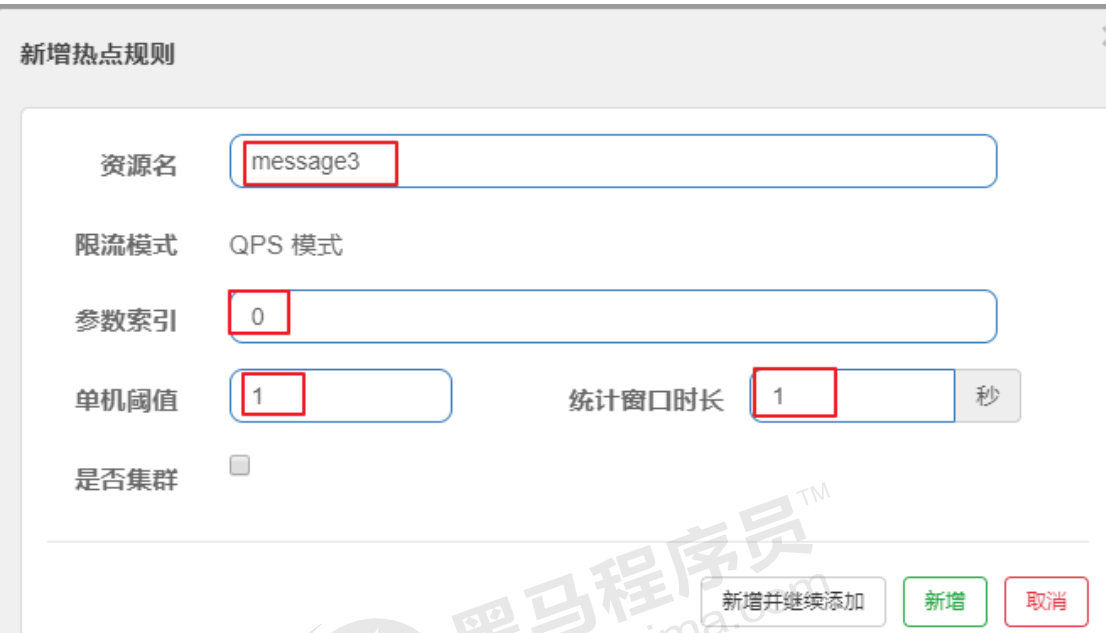 新增热点规则
资源名 message3
限流模式 QPS 模式
参数索引 0
单机阈值 1 统计窗口时长 1 秒
是否集群
黑马程序员™
新增并继续添加 新增 取消